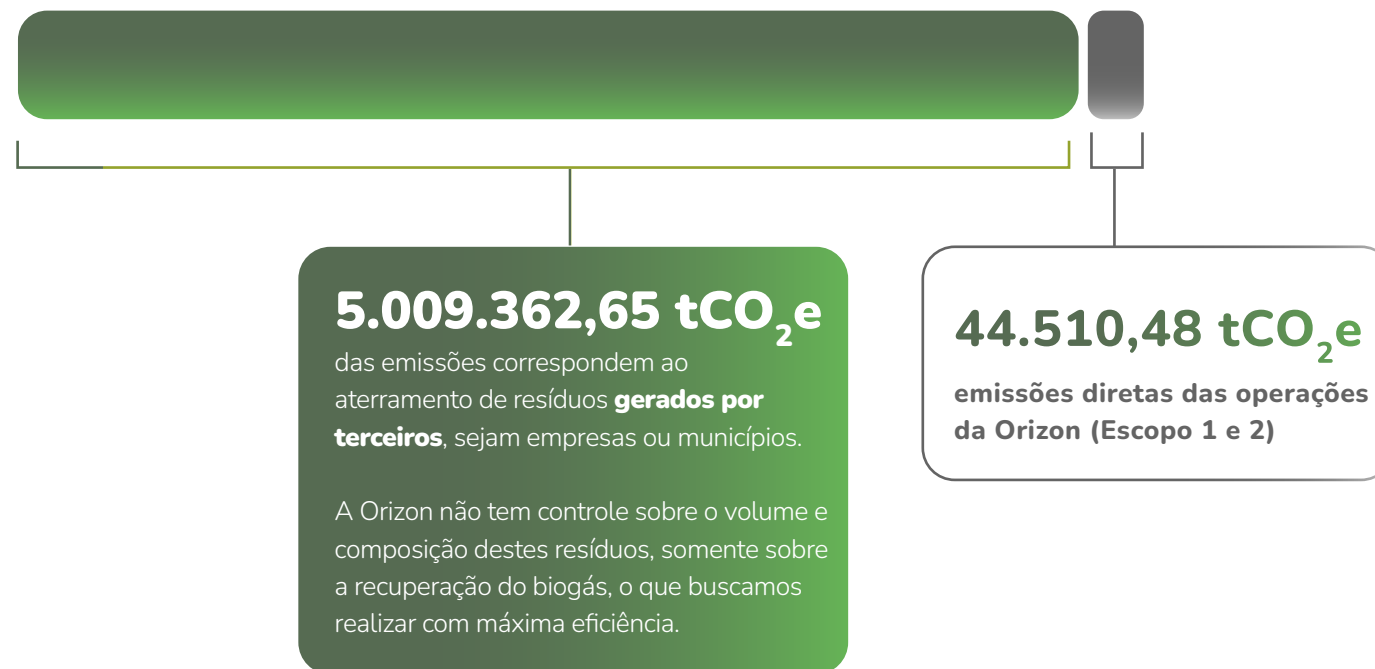 5.009.362,65 tCO₂e
das emissões correspondem ao
aterramento de resíduos gerados por
terceiros, sejam empresas ou municípios.
A Orizon não tem controle sobre o volume e
composição destes resíduos, somente sobre
a recuperação do biogás, o que buscamos
realizar com máxima eficiência.
44.510,48 tCO₂e
emissões diretas das operações
da Orizon (Escopo 1 e 2)